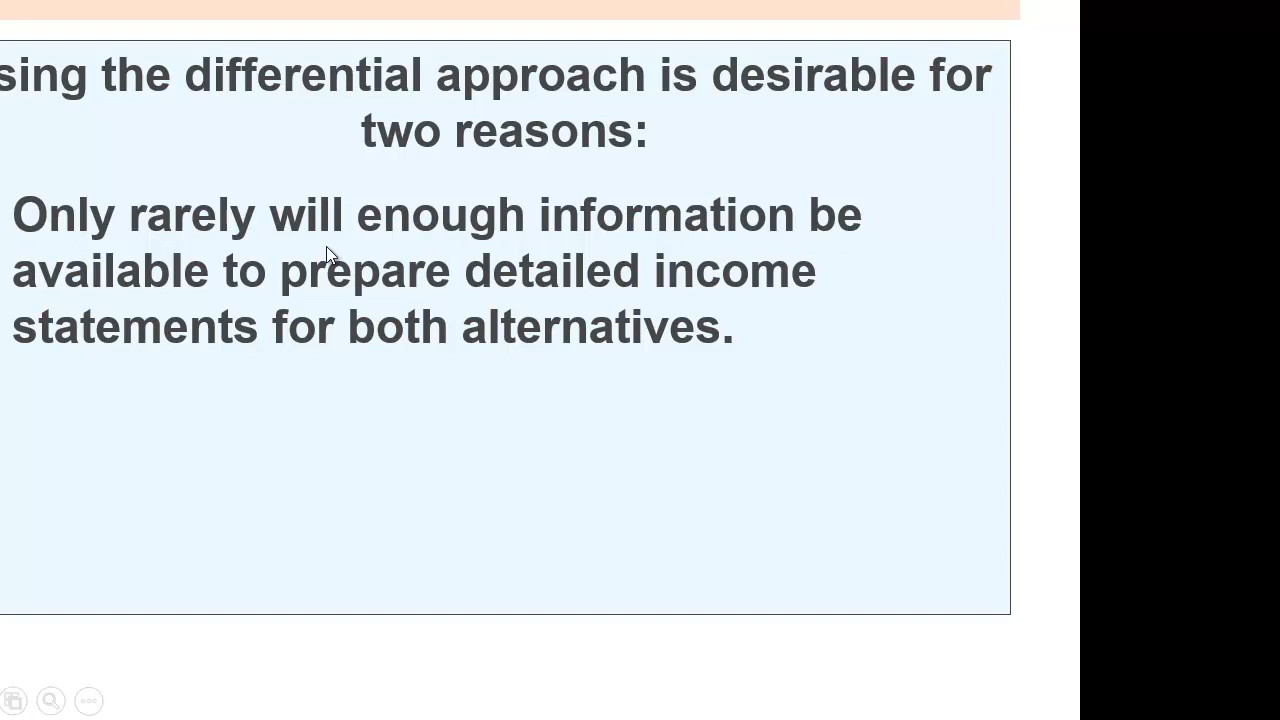 sing the differential approach is desirable for
two reasons:
Only rarely will enough information be
available to prepare detailed income
statements for both alternatives.